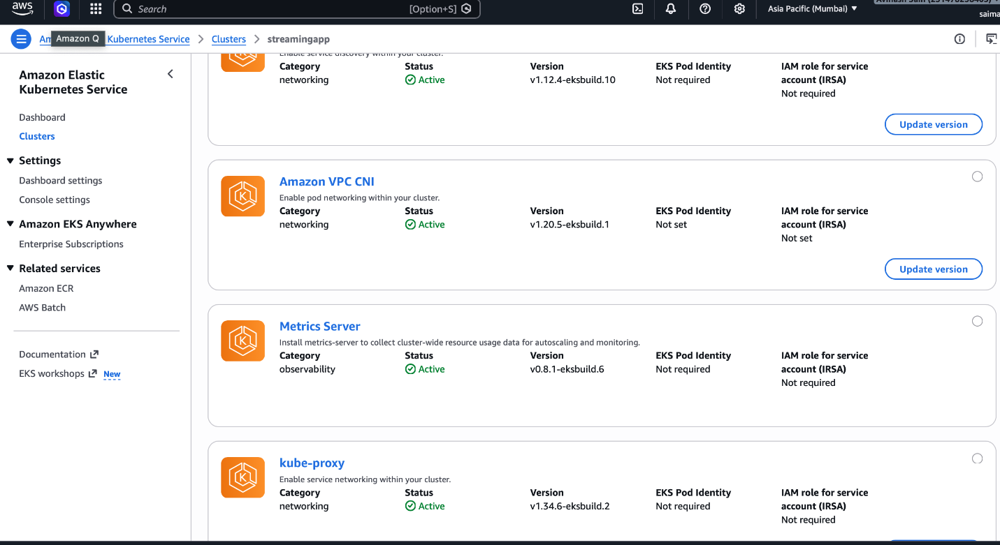 aws
Search [Option+S]
Asia Pacific (Mumbai) ▼
saima
Am Amazon Q Kubernetes Service > Clusters > streamingapp
Amazon Elastic
Kubernetes Service
Dashboard
Clusters
Settings
Dashboard settings
Console settings
Amazon EKS Anywhere
Enterprise Subscriptions
Related services
Amazon ECR
AWS Batch
Documentation
EKS workshops New
Enable service discovery within your cluster.
Category
networking
Status
Active
Version
v1.12.4-eksbuild.10
EKS Pod Identity
Not required
IAM role for service
account (IRSA)
Not required
Update version
Amazon VPC CNI
Enable pod networking within your cluster.
Category
networking
Status
Active
Version
v1.20.5-eksbuild.1
EKS Pod Identity
Not set
IAM role for service
account (IRSA)
Not set
Update version
Metrics Server
Install metrics-server to collect cluster-wide resource usage data for autoscaling and monitoring.
Category
observability
Status
Active
Version
v0.8.1-eksbuild.6
EKS Pod Identity
Not required
IAM role for service
account (IRSA)
Not required
kube-proxy
Enable service networking within your cluster.
Category
networking
Status
Active
Version
v1.34.6-eksbuild.2
EKS Pod Identity
Not required
IAM role for service
account (IRSA)
Not required